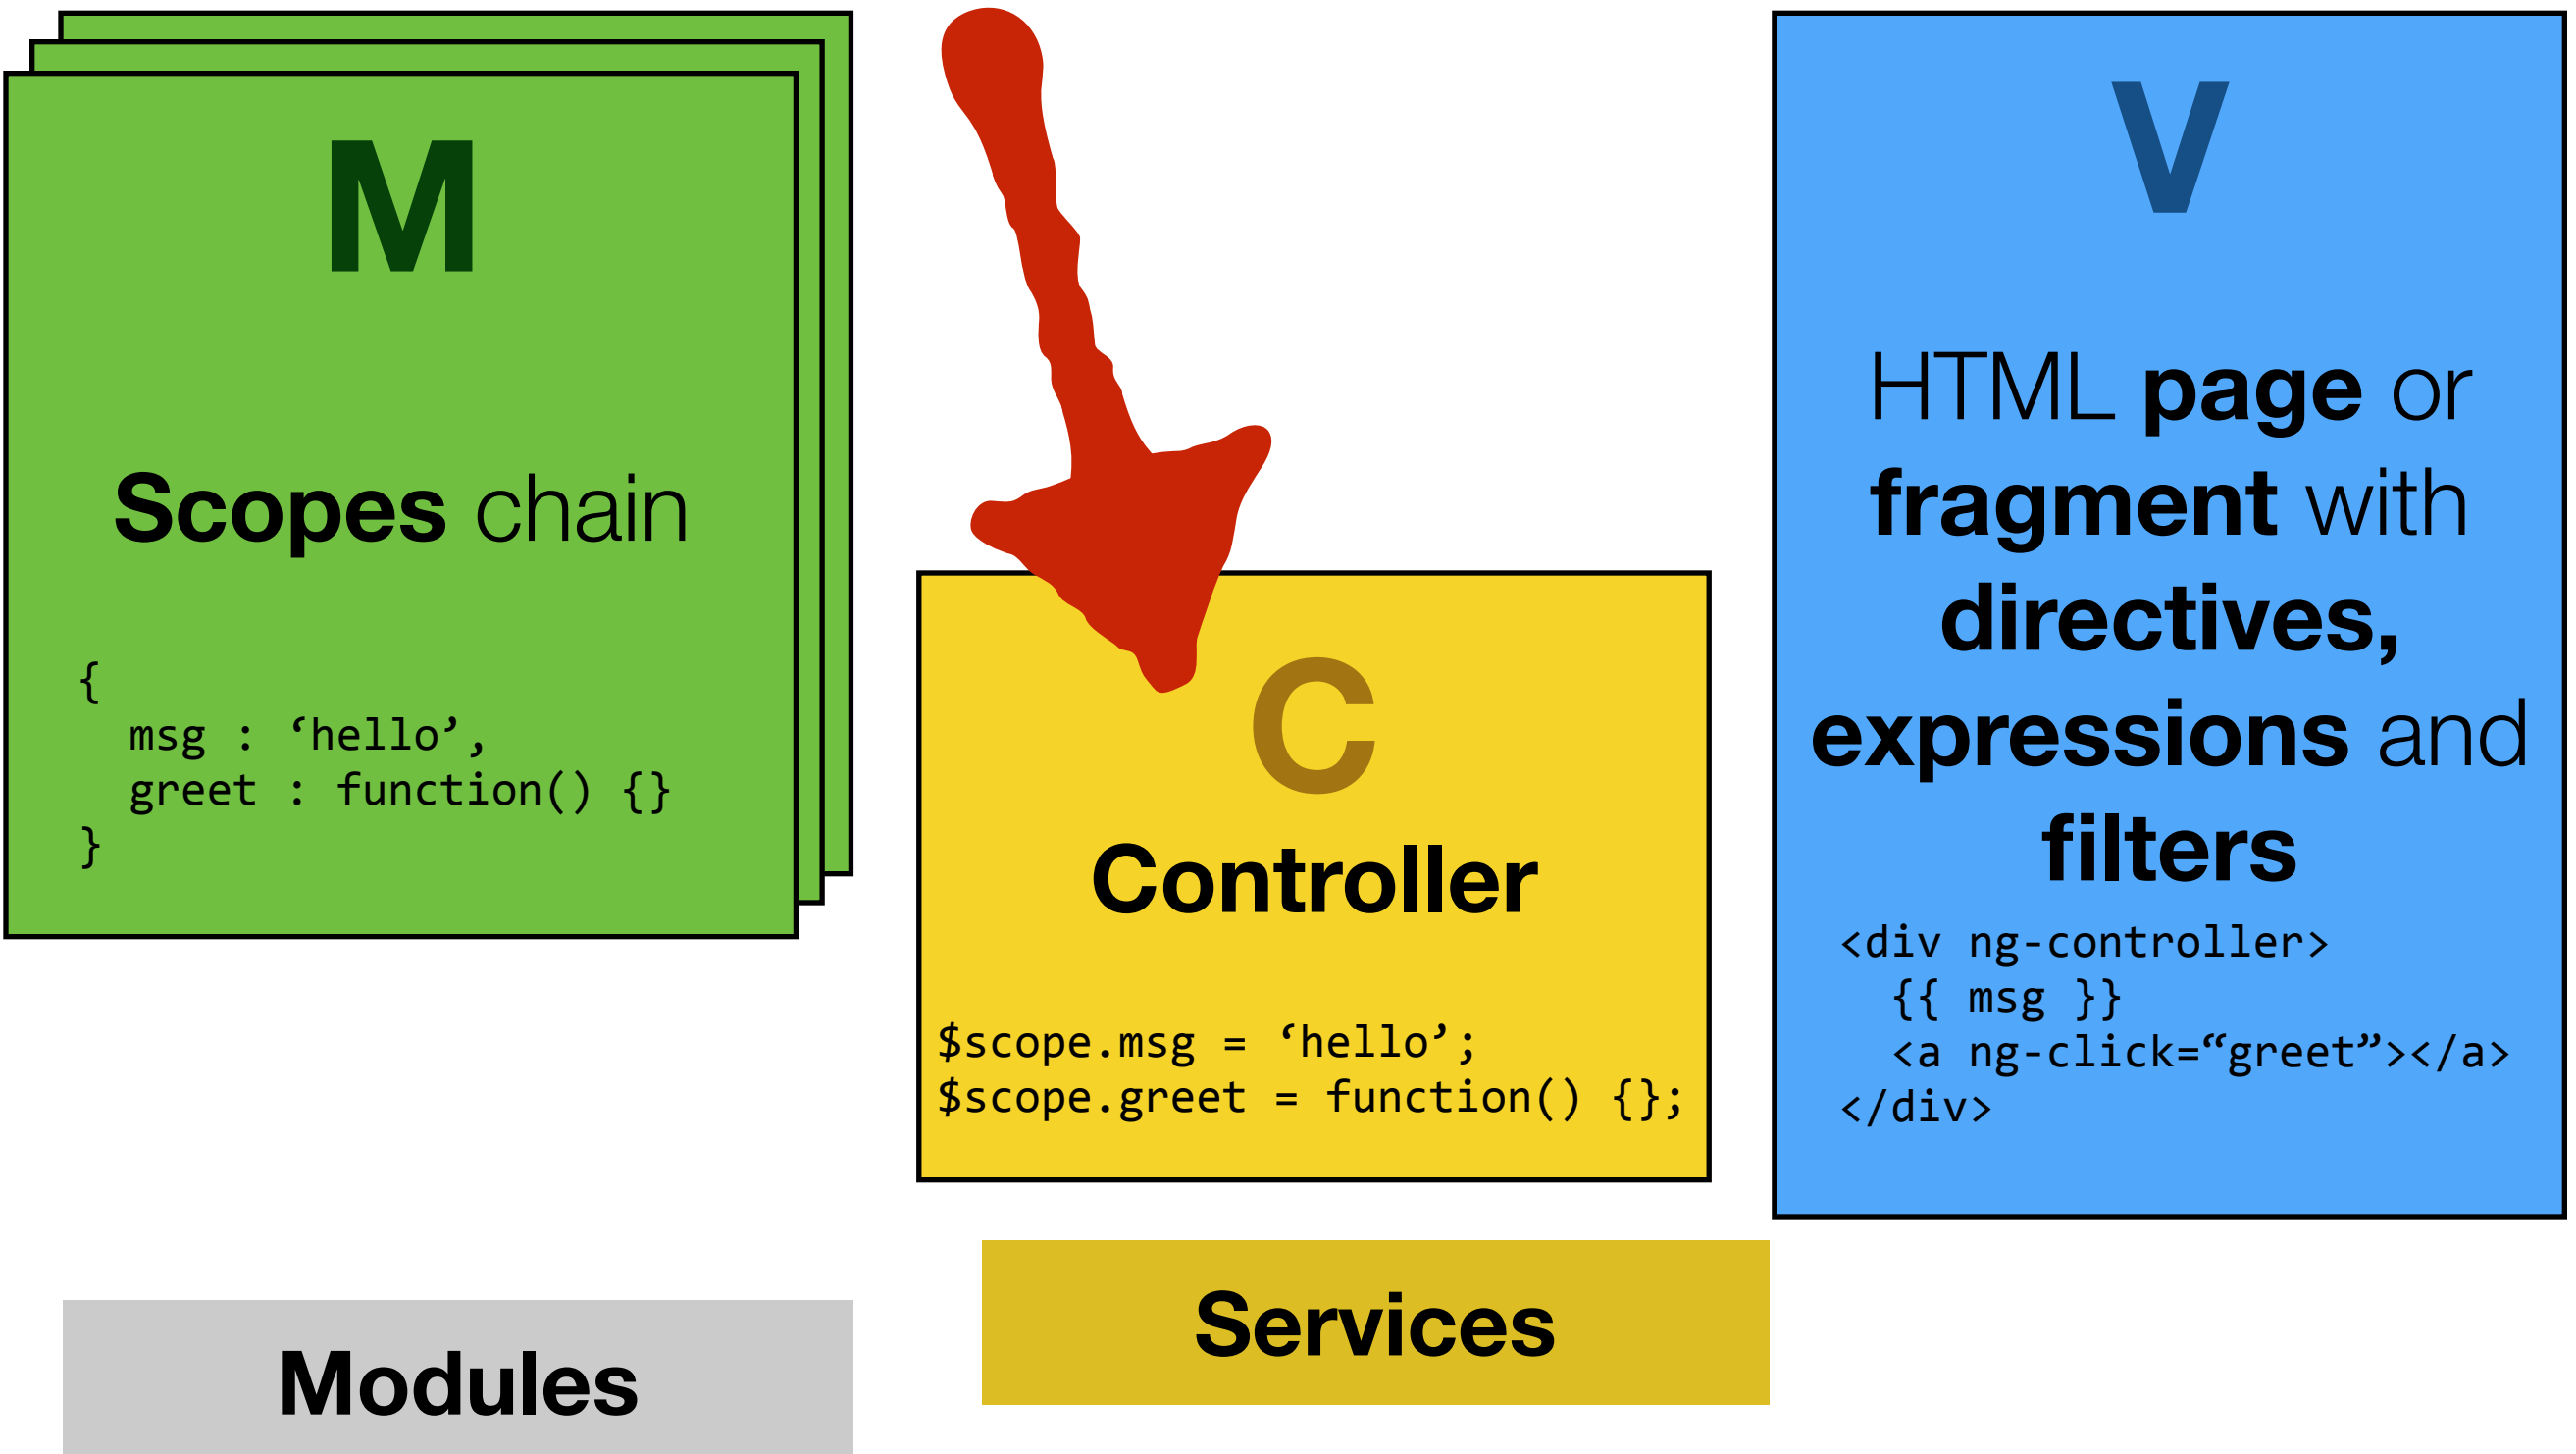 M
Scopes chain
{
  msg : ‘hello’,
  greet : function() {}
}
C
Controller
$scope.msg = ‘hello’;
$scope.greet = function() {};
V
HTML page or
fragment with
directives,
expressions and
filters
<div ng-controller>
  {{ msg }}
  <a ng-click=“greet”></a>
</div>
Services
Modules